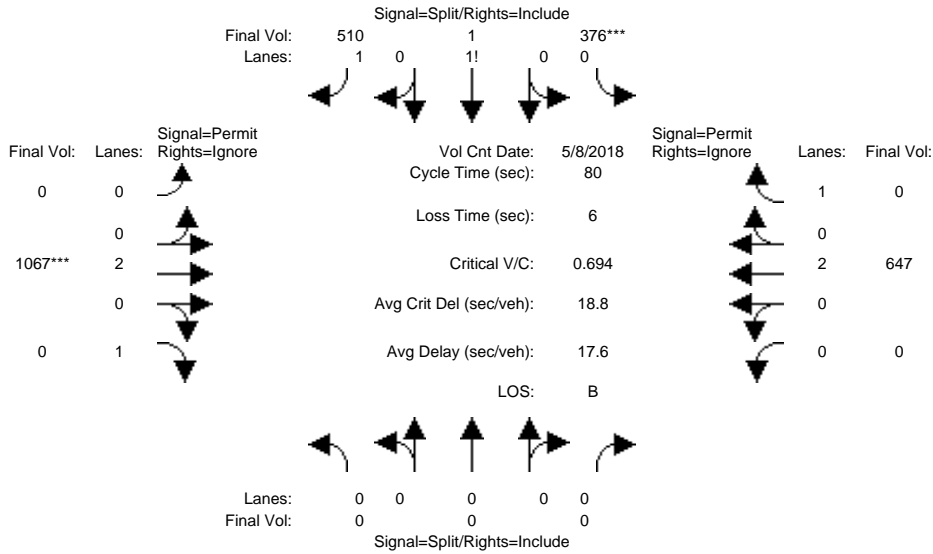 Signal=Split/Rights=Include
Final Vol: 510 1 376***
Lanes: 1 0 1! 0 0
Signal=Permit Signal=Permit
Final Vol: Lanes: Rights=Ignore Vol Cnt Date: 5/8/2018 Rights=Ignore Lanes: Final Vol:
Cycle Time (sec): 80
0 0 1 0
Loss Time (sec): 6
0 0
1067*** 2 Critical V/C: 0.694 2 647
0 Avg Crit Del (sec/veh): 18.8 0
0 1 Avg Delay (sec/veh): 17.6 0 0
LOS: B
Lanes: 0 0 0 0 0
Final Vol: 0 0 0
Signal=Split/Rights=Include